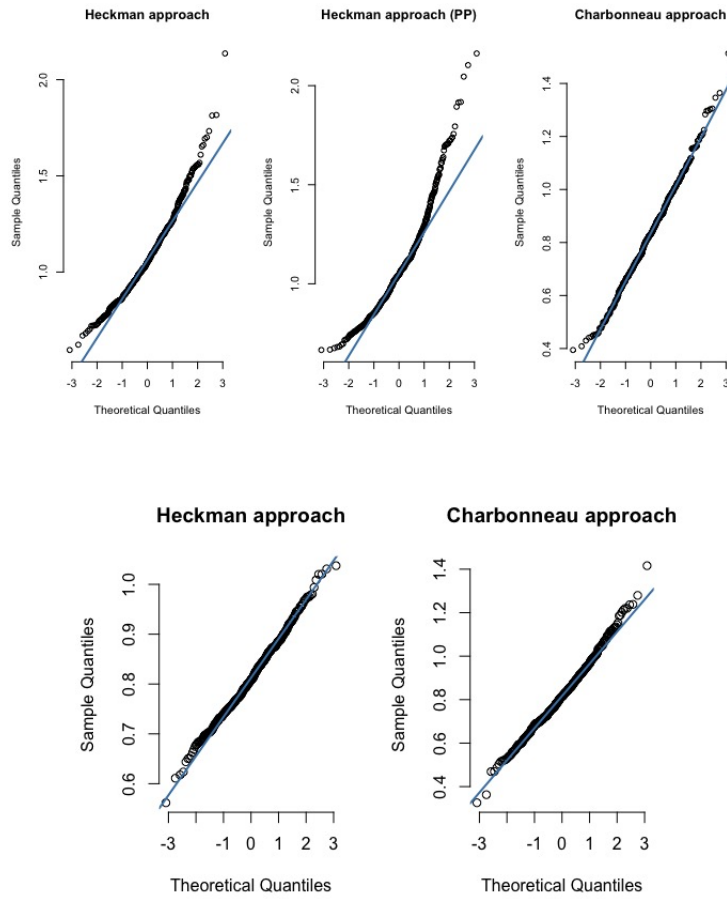 Heckman approach
Heckman approach (PP)
Charbonneau approach
Sample Quantiles
2.0
1.5
1.0
-3 -2 -1 0 1 2 3
Theoretical Quantiles
Sample Quantiles
2.0
1.5
1.0
-3 -2 -1 0 1 2 3
Theoretical Quantiles
Sample Quantiles
1.4
1.2
1.0
0.8
0.6
0.4
-3 -2 -1 0 1 2 3
Theoretical Quantiles
Heckman approach
Sample Quantiles
1.0
0.9
0.8
0.7
0.6
-3 -1 0 1 2 3
Theoretical Quantiles
Charbonneau approach
Sample Quantiles
1.4
1.2
1.0
0.8
0.6
0.4
-3 -1 0 1 2 3
Theoretical Quantiles